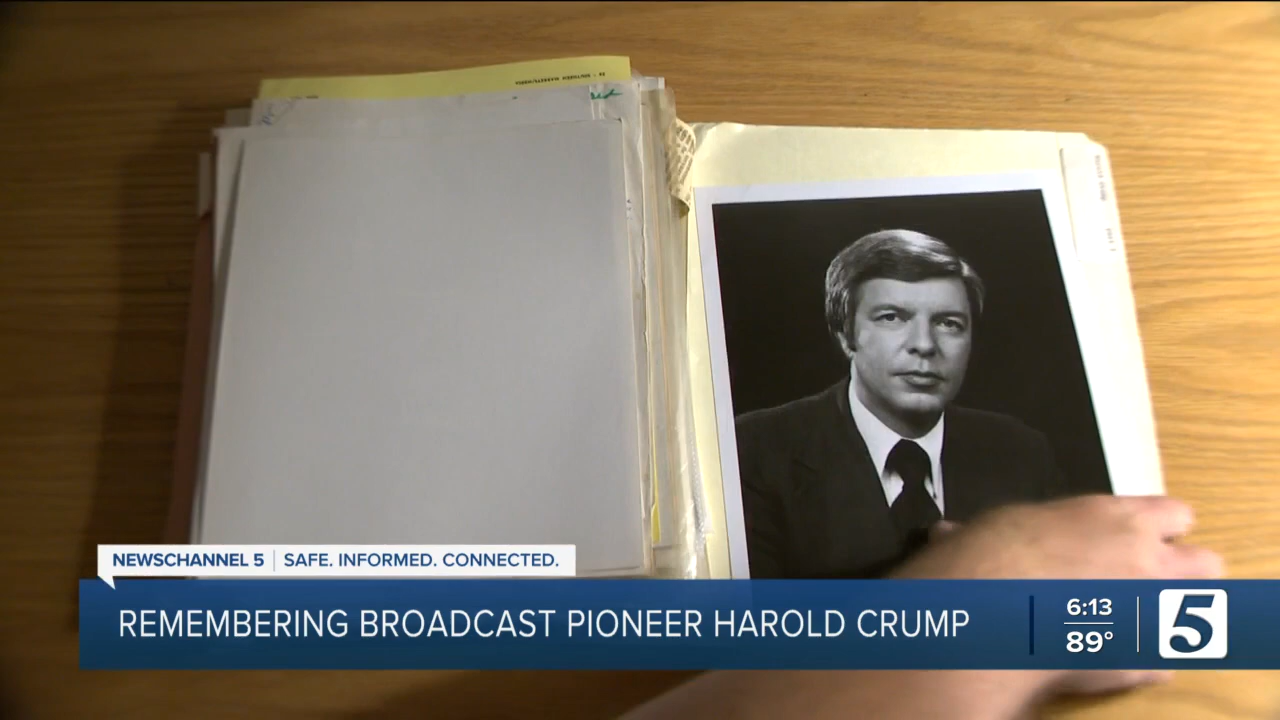 NEWSCHANNEL 5 | SAFE. INFORMED. CONNECTED.
REMEMBERING BROADCAST PIONEER HAROLD CRUMP
6:13
89°
5